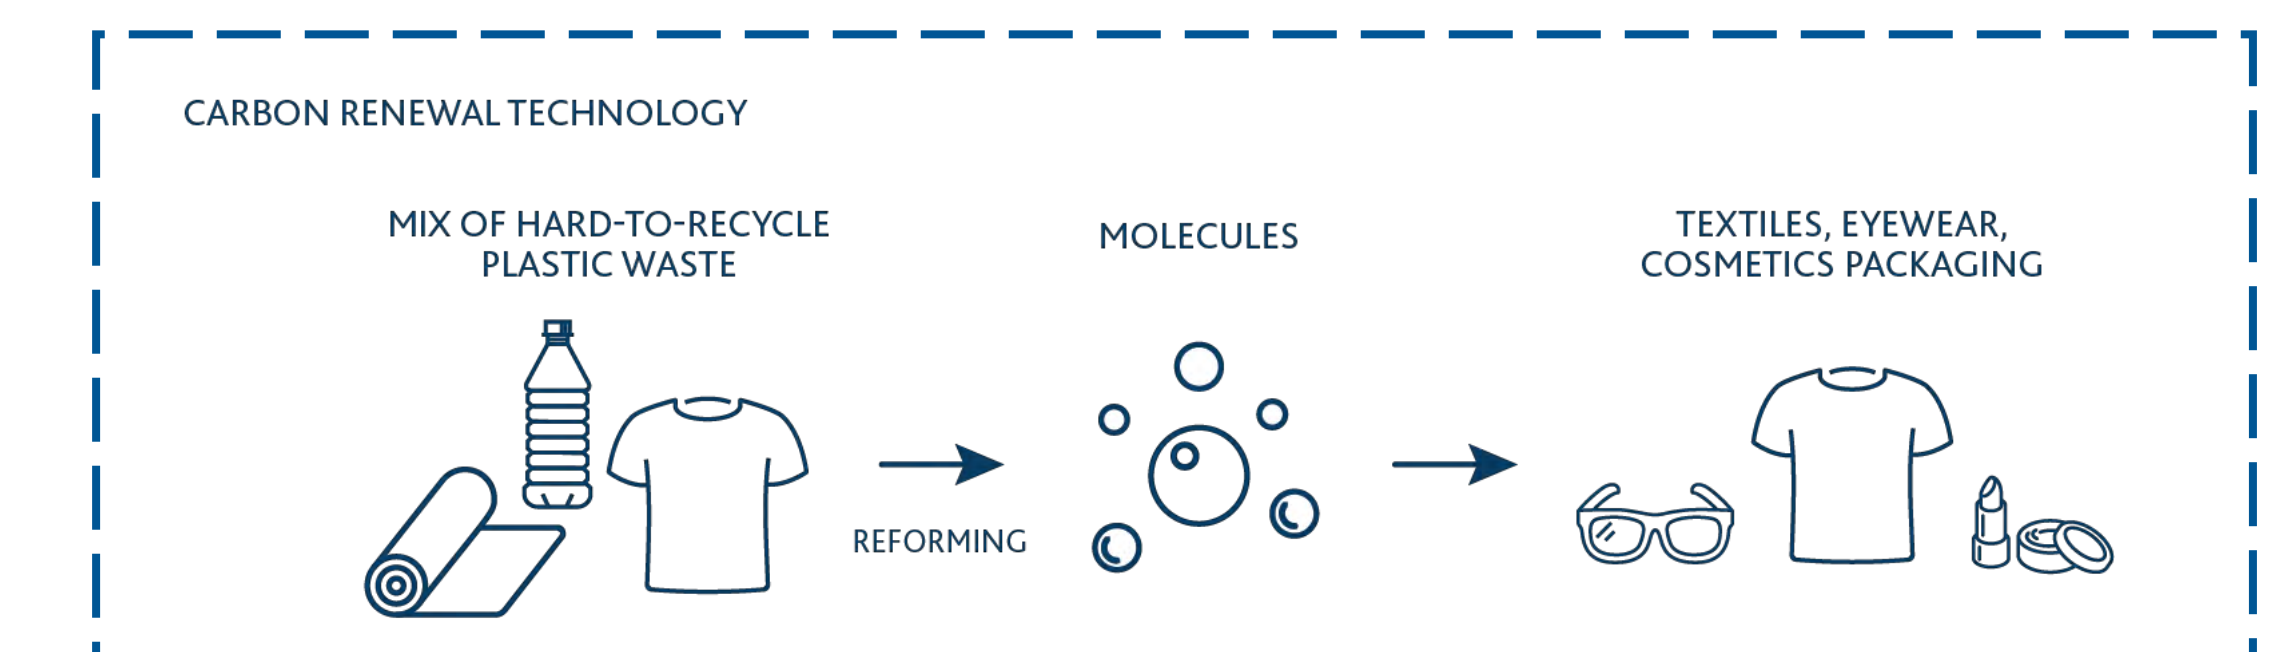 CARBON RENEWAL TECHNOLOGY
MIX OF HARD-TO-RECYCLE
PLASTIC WASTE
MOLECULES
TEXTILES, EYEWEAR,
COSMETICS PACKAGING
REFORMING